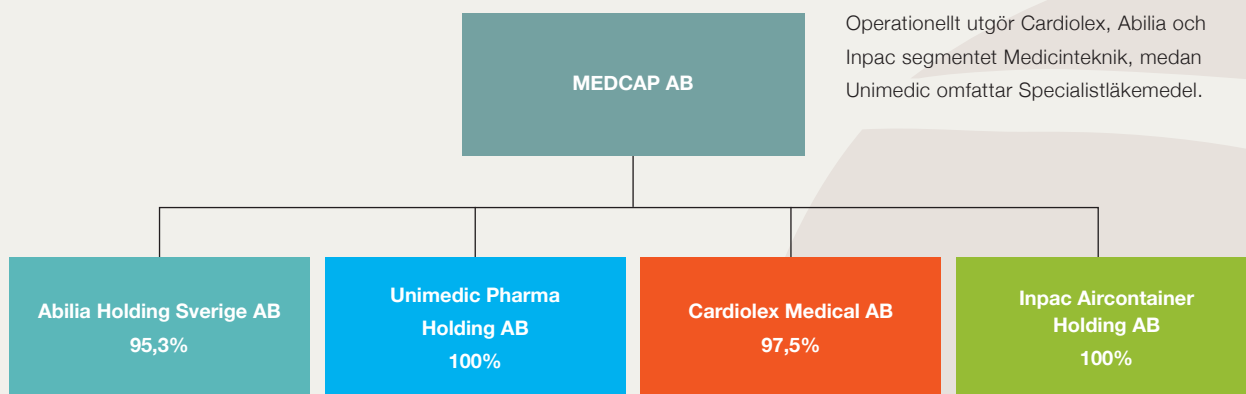 Operationellt utgör Cardiolex, Abilia och
Inpac segmentet Medicinteknik, medan
Unimedic omfattar Specialistläkemedel.
MEDCAP AB
Abilia Holding Sverige AB
95,3%
Unimedic Pharma
Holding AB
100%
Cardiolex Medical AB
97,5%
Inpac Aircontainer
Holding AB
100%